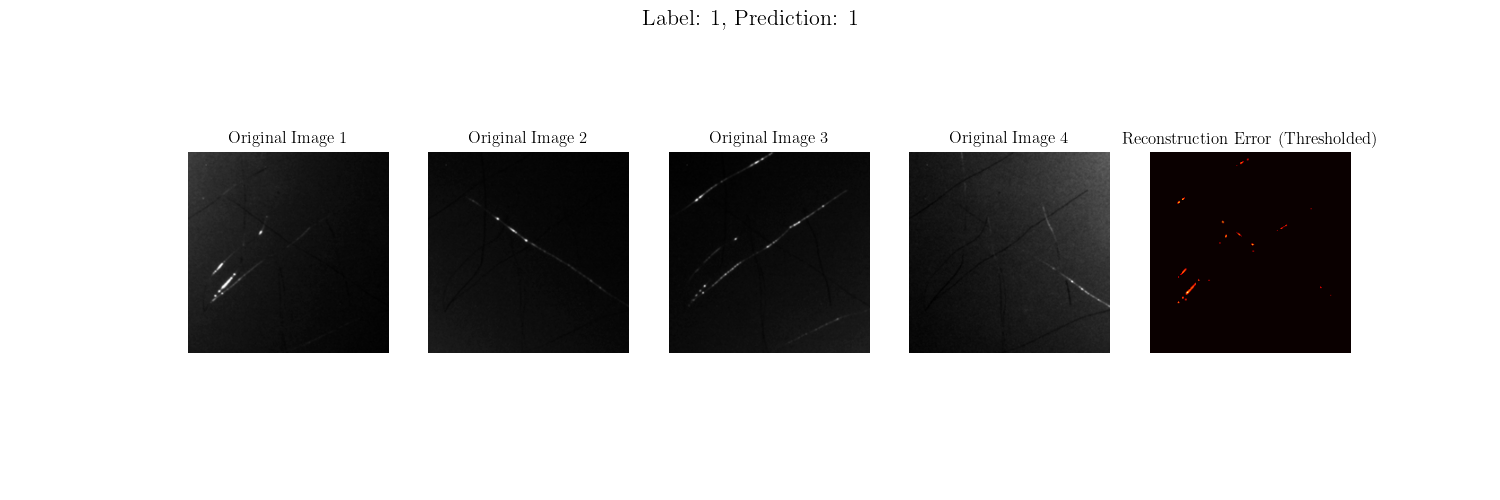 Label: 1, Prediction: 1
Original Image 1
Original Image 2
Original Image 3
Original Image 4
Reconstruction Error (Thresholded)